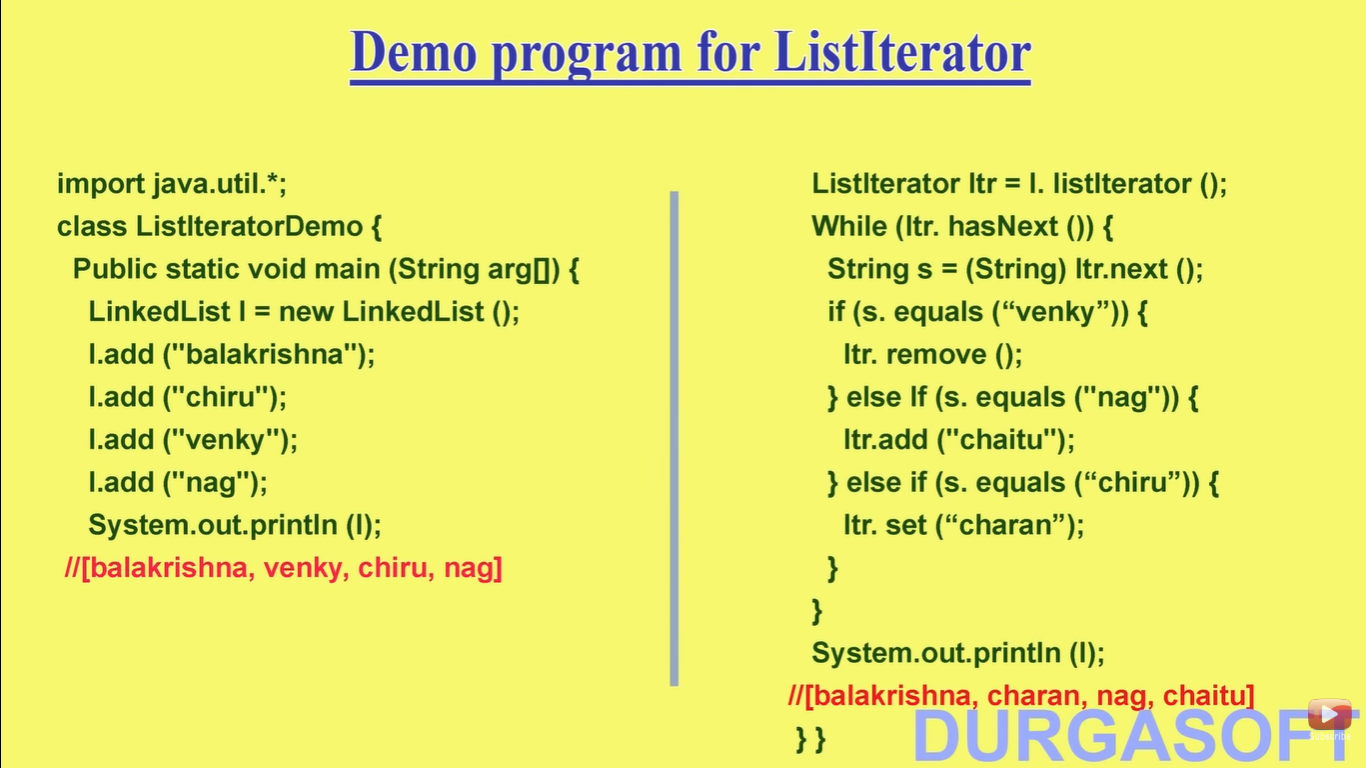 Demo program for ListIterator
import java.util.*;
class ListIteratorDemo {
Public static void main (String arg[]) {
LinkedList l = new LinkedList ();
l.add ("balakrishna");
l.add ("chiru");
l.add ("venky");
l.add ("nag");
System.out.println (l);
//[balakrishna, venky, chiru, nag]
ListIterator ltr = l. listIterator ();
While (ltr. hasNext ()) {
String s = (String) ltr.next ();
if (s. equals (“venky”)) {
ltr. remove ();
} else If (s. equals ("nag")) {
ltr.add ("chaitu");
} else if (s. equals (“chiru”)) {
ltr. set (“charan”);
}
}
System.out.println (l);
//[balakrishna, charan, nag, chaitu]
} }
DURGASOFT
Subscribe